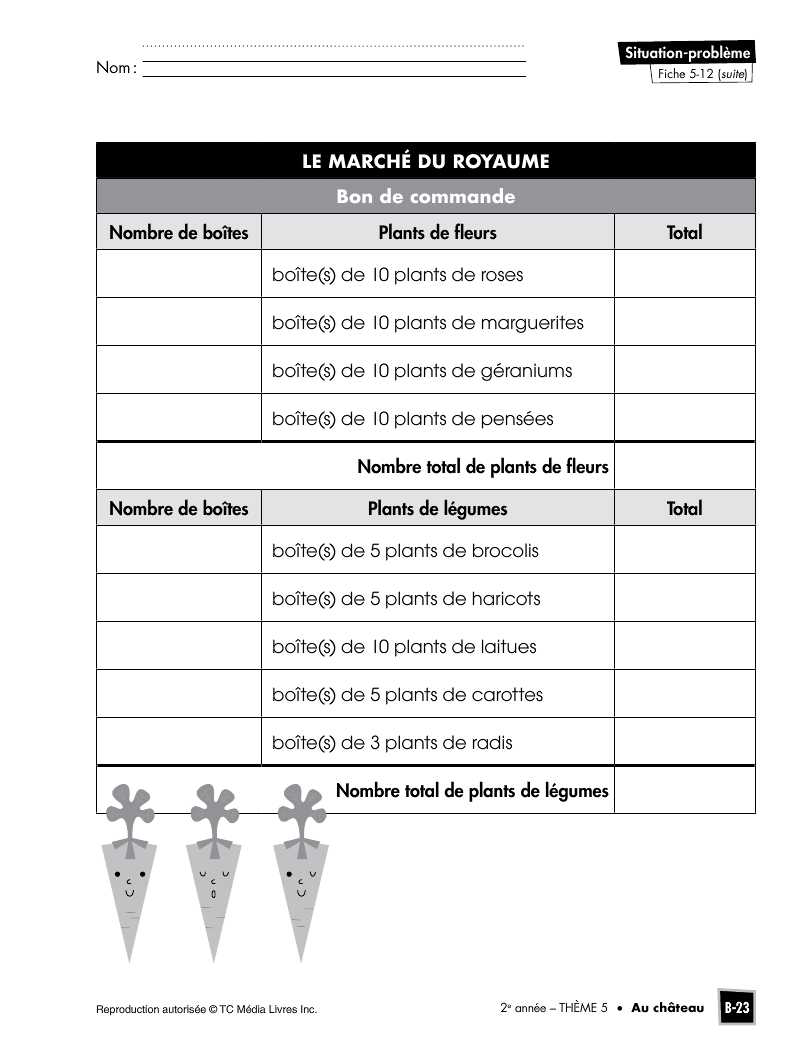 Situation-problème
Nom :
Fiche 5-12 (suite)
LE MARCHÉ DU ROYAUME
Bon de commande
Nombre de boîtes Plants de fleurs Total
boîte(s) de 10 plants de roses
boîte(s) de 10 plants de marguerites
boîte(s) de 10 plants de géraniums
boîte(s) de 10 plants de pensées
Nombre total de plants de fleurs
Nombre de boîtes Plants de légumes Total
boîte(s) de 5 plants de brocolis
boîte(s) de 5 plants de haricots
boîte(s) de 10 plants de laitues
boîte(s) de 5 plants de carottes
boîte(s) de 3 plants de radis
Nombre total de plants de légumes
Reproduction autorisée © TC Média Livres Inc. 2e année – THÈME 5 • Au château B-23